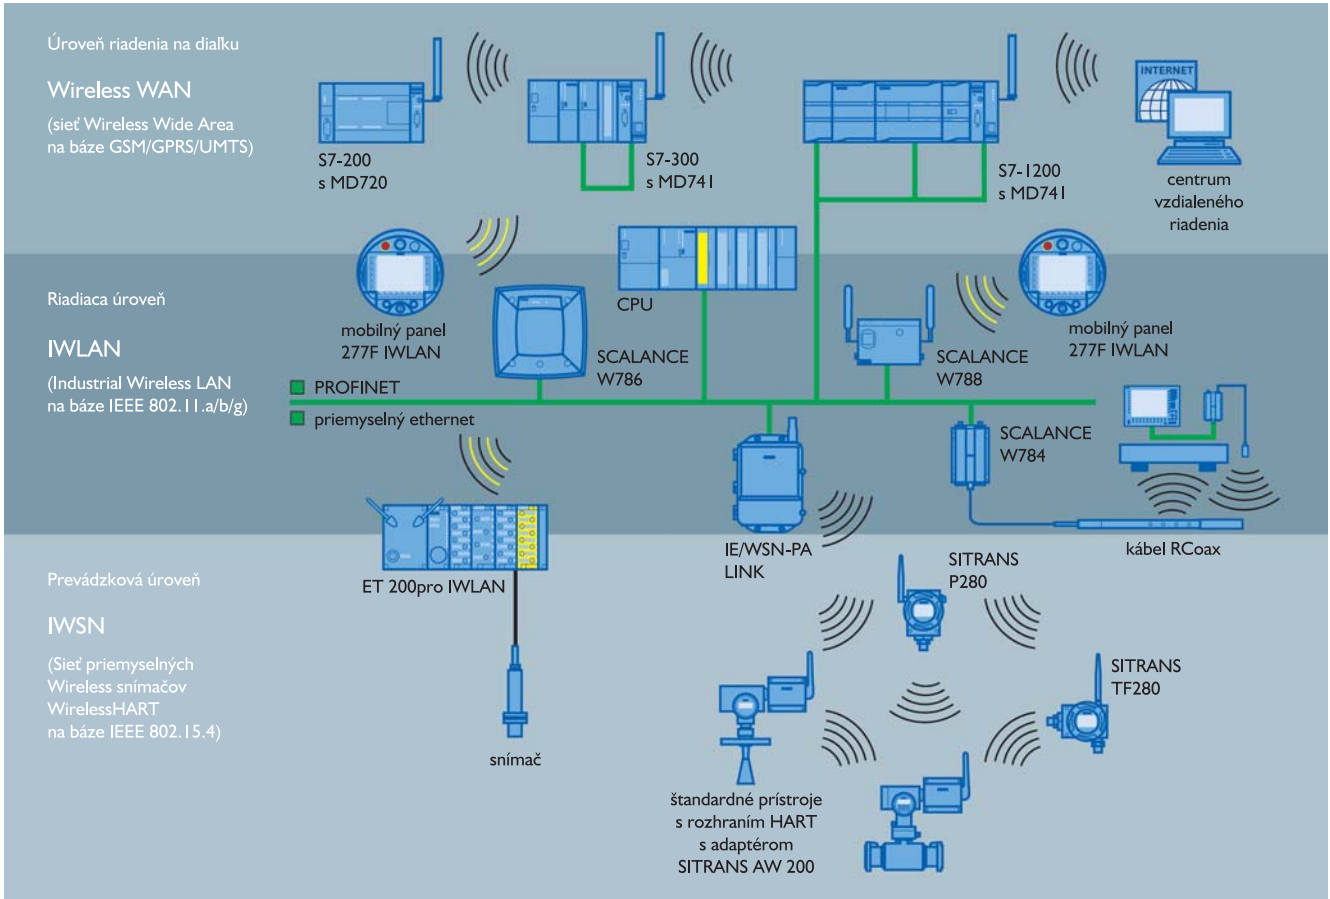 Úroveň riadenia na diaľku
Wireless WAN
(sieť Wireless Wide Area
na báze GSM/GPRS/UMTS)
S7-200
s MD720
S7-300
s MD741
S7-1200
s MD741
INTERNET
centrum
vzdialeného
riadenia
Riadiaca úroveň
IWLAN
(Industrial Wireless LAN
na báze IEEE 802.11.a/b/g)
mobilný panel
277F IWLAN
SCALANCE
W786
CPU
SCALANCE
W788
mobilný panel
277F IWLAN
PROFINET
priemyselný ethernet
SCALANCE
W784
kábel RCoax
IE/WSN-PA
LINK
ET 200pro IWLAN
Prevádzková úroveň
IWSN
(Sieť priemyselných
Wireless snímačov
WirelessHART
na báze IEEE 802.15.4)
snímač
SITRANS
P280
SITRANS
TF280
štandardné prístroje
s rozhraním HART
s adaptérom
SITRANS AW 200